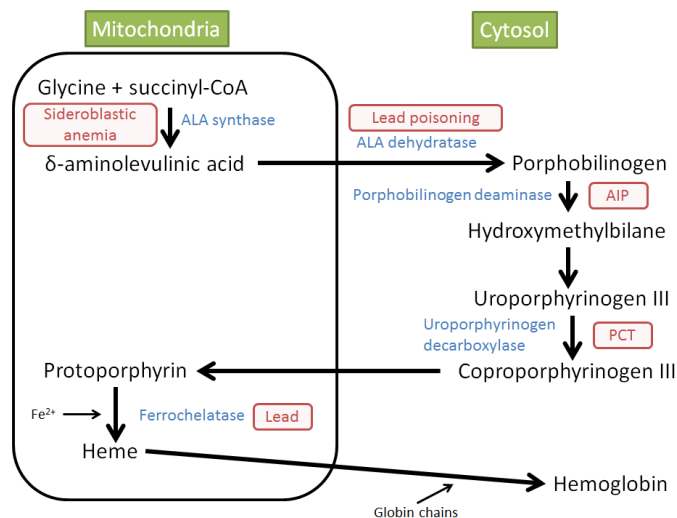 Mitochondria
Cytosol
Glycine + succinyl-CoA
Sideroblastic
anemia
ALA synthase
Lead poisoning
ALA dehydratase
δ-aminolevulinic acid
Porphobilinogen
Porphobilinogen deaminase
AIP
Hydroxymethylbilane
Uroporphyrinogen III
Uroporphyrinogen
decarboxylase
PCT
Protoporphyrin
Coproporphyrinogen III
Fe²⁺
Ferrochelatase
Lead
Heme
Hemoglobin
Globin chains